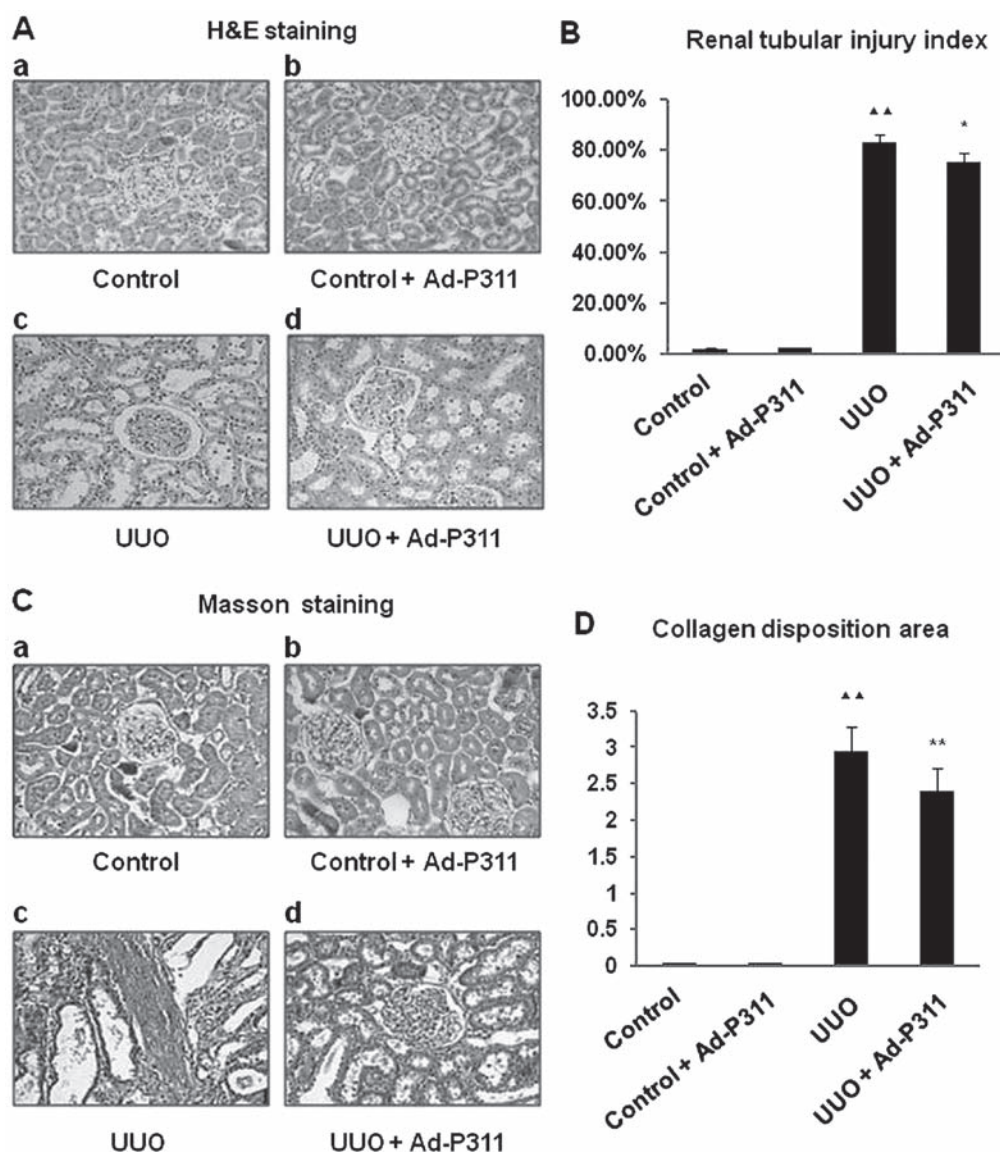 A
H&E staining
a
b
Control
Control + Ad-P311
c
d
UUO
UUO + Ad-P311
B
Renal tubular injury index
100.00%
80.00%
60.00%
40.00%
20.00%
0.00%
▲▲
*
Control
Control + Ad-P311
UUO
UUO + Ad-P311
C
Masson staining
a
b
Control
Control + Ad-P311
c
d
UUO
UUO + Ad-P311
D
Collagen disposition area
3.5
3
2.5
2
1.5
1
0.5
0
▲▲
**
Control
Control + Ad-P311
UUO
UUO + Ad-P311